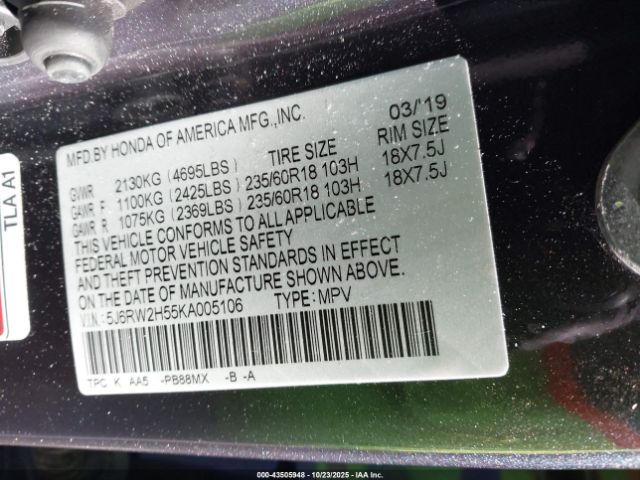 MFD.BY HONDA OF AMERICA MFG.,INC. 03/'19
TIRE SIZE RIM SIZE
GVWR 2130KG (4695LBS)
GAWR F 1100KG (2425LBS) 235/60R18 103H 18X7.5J
GAWR R 1075KG (2369LBS) 235/60R18 103H 18X7.5J
THIS VEHICLE CONFORMS TO ALL APPLICABLE
FEDERAL MOTOR VEHICLE SAFETY
AND THEFT PREVENTION STANDARDS IN EFFECT
ON THE DATE OF MANUFACTURE SHOWN ABOVE.
V.I.N: 5J6RW2H55KA005106 TYPE: MPV
TPC K AA5 -PB88MX -B -A
TLA A1
000-43505948 - 10/23/2025 - IAAI.com